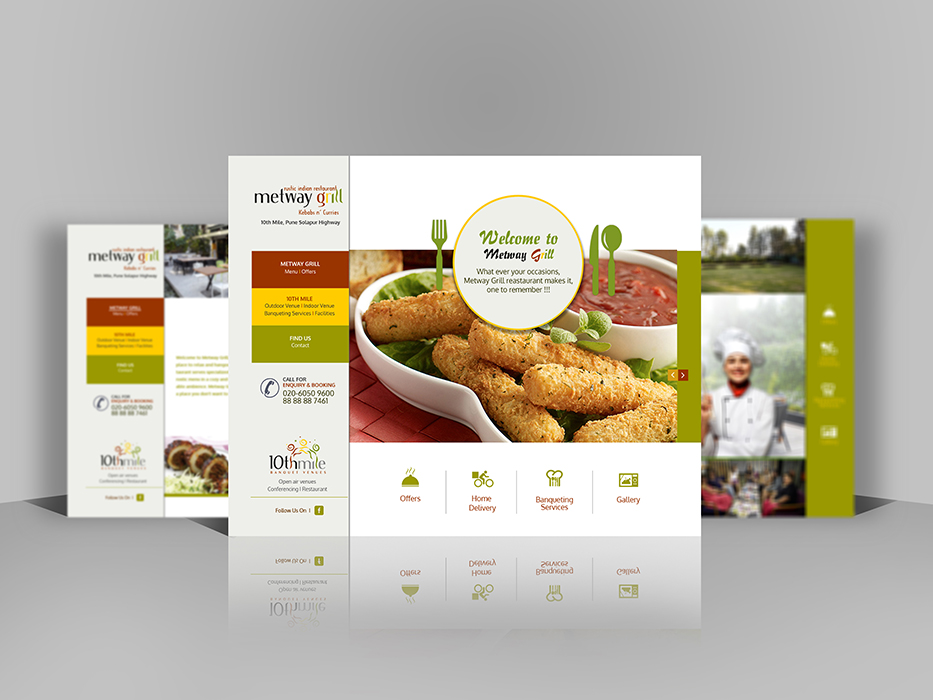 rustic indian restaurant
metway grill
Kebabs n' Curries
10th Mile, Pune Solapur Highway
METWAY GRILL
Menu | Offers
10TH MILE
Outdoor Venue | Indoor Venue
Banqueting Services | Facilities
FIND US
Contact
CALL FOR
ENQUIRY & BOOKING
020-6050 9600
88 88 88 7461
10thmile
BANQUET VENUES
Open air venues
Conferencing | Restaurant
Follow Us On | f
Welcome to
Metway Grill
What ever your occasions,
Metway Grill reastaurant makes it,
one to remember !!!
Offers
Home
Delivery
Banqueting
Services
Gallery
rustic indian restaurant
metway grill
Kebabs n' Curries
10th Mile, Pune Solapur Highway
METWAY GRILL
Menu | Offers
10TH MILE
Outdoor Venue | Indoor Venue
Banqueting Services | Facilities
FIND US
Contact
CALL FOR
ENQUIRY & BOOKING
020-6050 9600
88 88 88 7461
10thmile
BANQUET VENUES
Open air venues
Conferencing | Restaurant
Follow Us On | f
Welcome to Metway